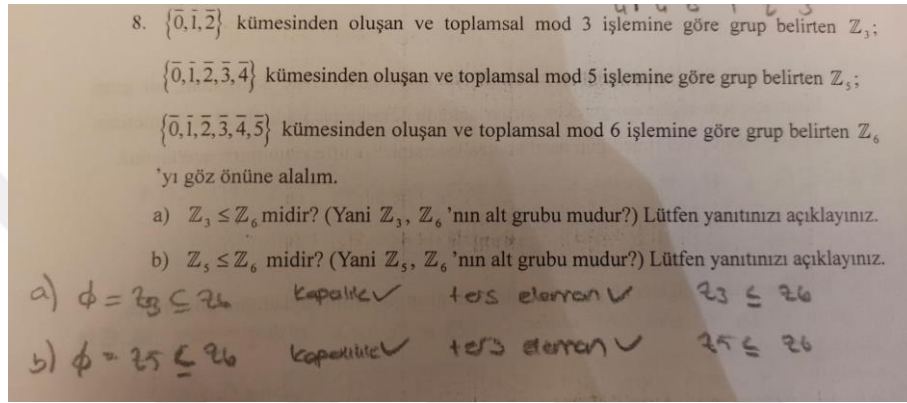 8. {0̄,1̄,2̄} kümesinden oluşan ve toplamsal mod 3 işlemine göre grup belirten ℤ₃;
{0̄,1̄,2̄,3̄,4̄} kümesinden oluşan ve toplamsal mod 5 işlemine göre grup belirten ℤ₅;
{0̄,1̄,2̄,3̄,4̄,5̄} kümesinden oluşan ve toplamsal mod 6 işlemine göre grup belirten ℤ₆
'yı göz önüne alalım.
a) ℤ₃ ≤ ℤ₆ midir? (Yani ℤ₃, ℤ₆'nın alt grubu mudur?) Lütfen yanıtınızı açıklayınız.
b) ℤ₅ ≤ ℤ₆ midir? (Yani ℤ₅, ℤ₆'nın alt grubu mudur?) Lütfen yanıtınızı açıklayınız.
a) ϕ = Z3 ⊆ Z6 kapalılık ✓ ters eleman ✓ Z3 ≤ Z6
b) ϕ = Z5 ⊆ Z6 kapalılık ✓ ters eleman ✓ Z5 ≤ Z6